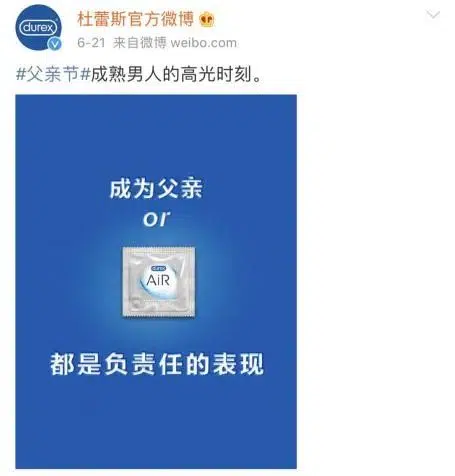 durex
杜蕾斯官方微博
6-21 来自微博 weibo.com
#父亲节#成熟男人的高光时刻。
成为父亲
or
durex
AiR
都是负责任的表现